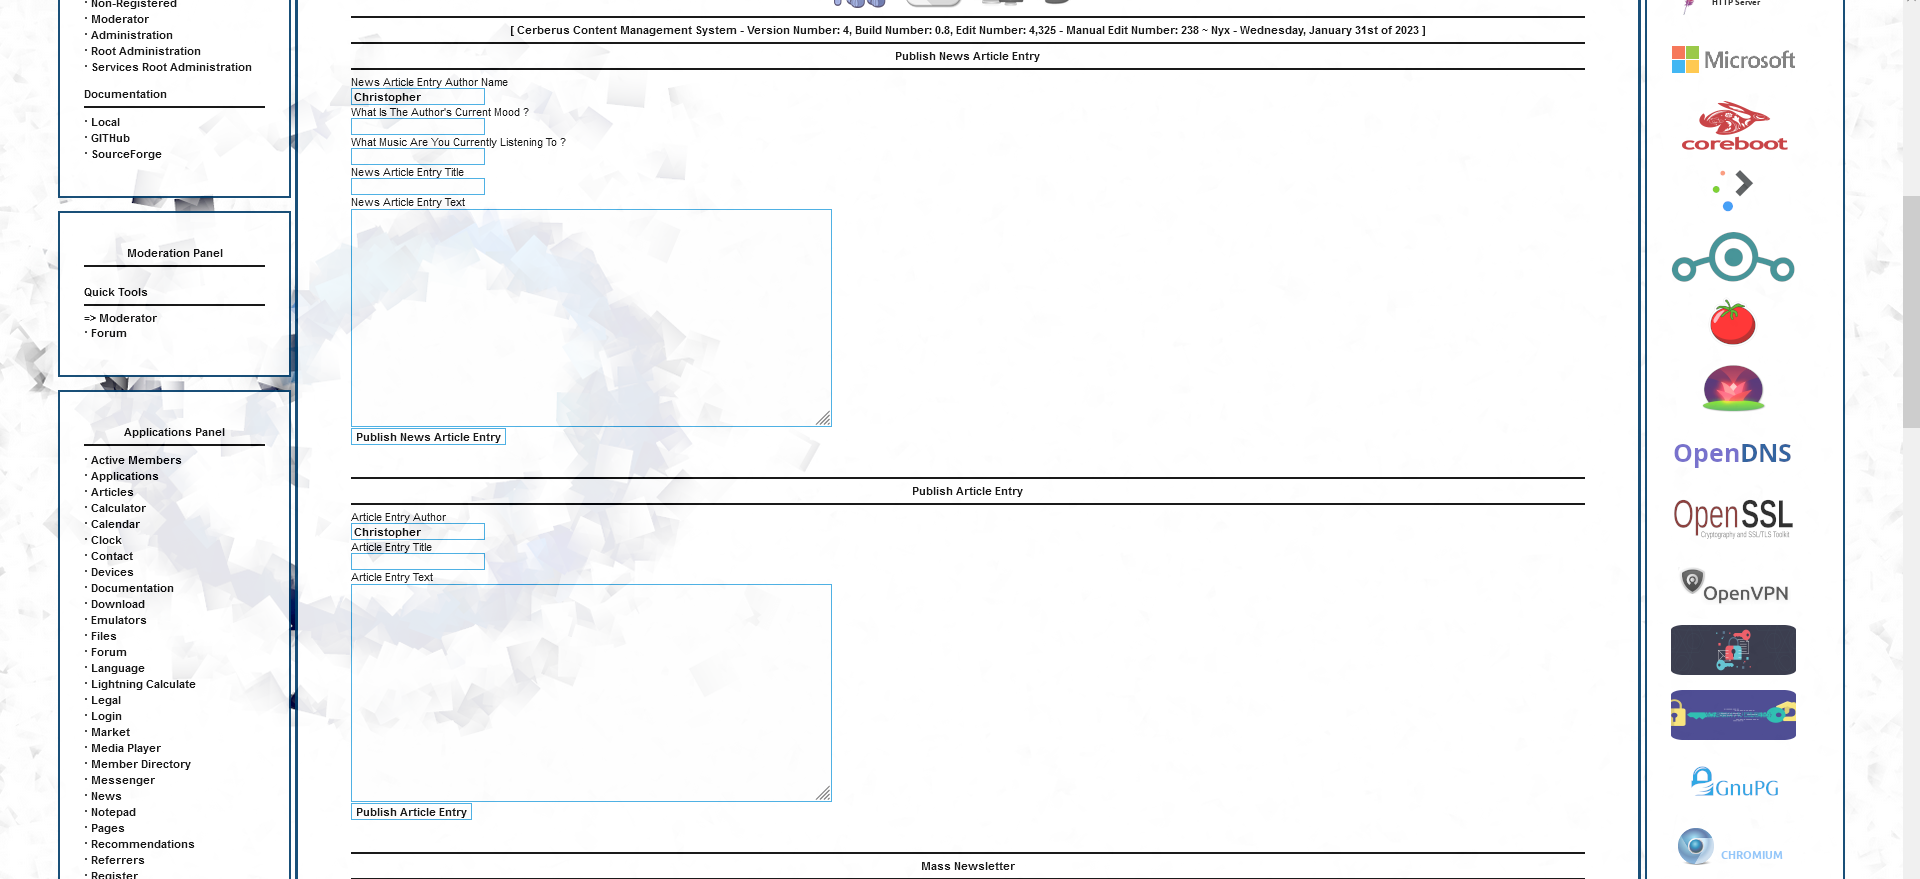 · Non-Registered
· Moderator
· Administration
· Root Administration
· Services Root Administration
Documentation
· Local
· GITHub
· SourceForge
Moderation Panel
Quick Tools
=> Moderator
· Forum
Applications Panel
· Active Members
· Applications
· Articles
· Calculator
· Calendar
· Clock
· Contact
· Devices
· Documentation
· Download
· Emulators
· Files
· Forum
· Language
· Lightning Calculate
· Legal
· Login
· Market
· Media Player
· Member Directory
· Messenger
· News
· Notepad
· Pages
· Recommendations
· Referrers
· Register
[ Cerberus Content Management System - Version Number: 4, Build Number: 0.8, Edit Number: 4,325 - Manual Edit Number: 238 ~ Nyx - Wednesday, January 31st of 2023 ]
Publish News Article Entry
News Article Entry Author Name
Christopher
What Is The Author's Current Mood ?
What Music Are You Currently Listening To ?
News Article Entry Title
News Article Entry Text
Publish News Article Entry
Publish Article Entry
Article Entry Author
Christopher
Article Entry Title
Article Entry Text
Publish Article Entry
Mass Newsletter
HTTP Server
Microsoft
coreboot
OpenDNS
OpenSSL
Cryptography and SSL/TLS Toolkit
OpenVPN
GnuPG
CHROMIUM